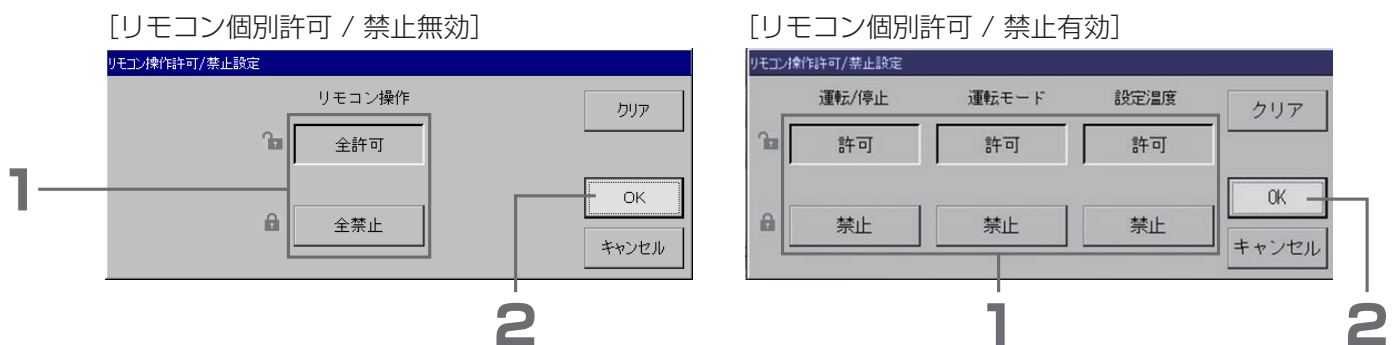 [リモコン個別許可 / 禁止無効]
リモコン操作許可/禁止設定
リモコン操作
クリア
全許可
1
OK
全禁止
キャンセル
2
[リモコン個別許可 / 禁止有効]
リモコン操作許可/禁止設定
運転/停止 運転モード 設定温度
クリア
許可 許可 許可
OK
禁止 禁止 禁止
キャンセル
1 2